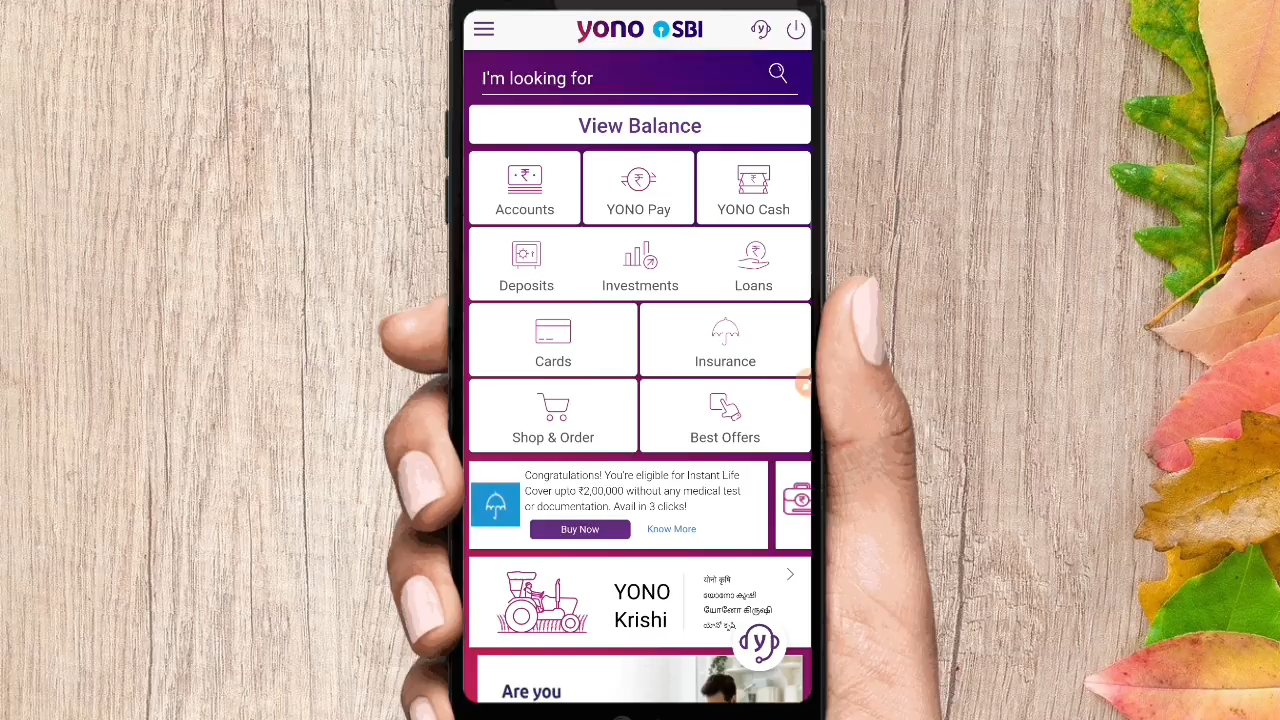 yono SBI
I'm looking for
View Balance
Accounts
YONO Pay
YONO Cash
Deposits
Investments
Loans
Cards
Insurance
Shop & Order
Best Offers
Congratulations! You're eligible for Instant Life
Cover upto ₹2,00,000 without any medical test
or documentation. Avail in 3 clicks!
Buy Now
Know More
YONO
Krishi
योनो कृषि
യോനോ കൃഷി
யோனோ கிருஷி
యోనో కృషి
Are you